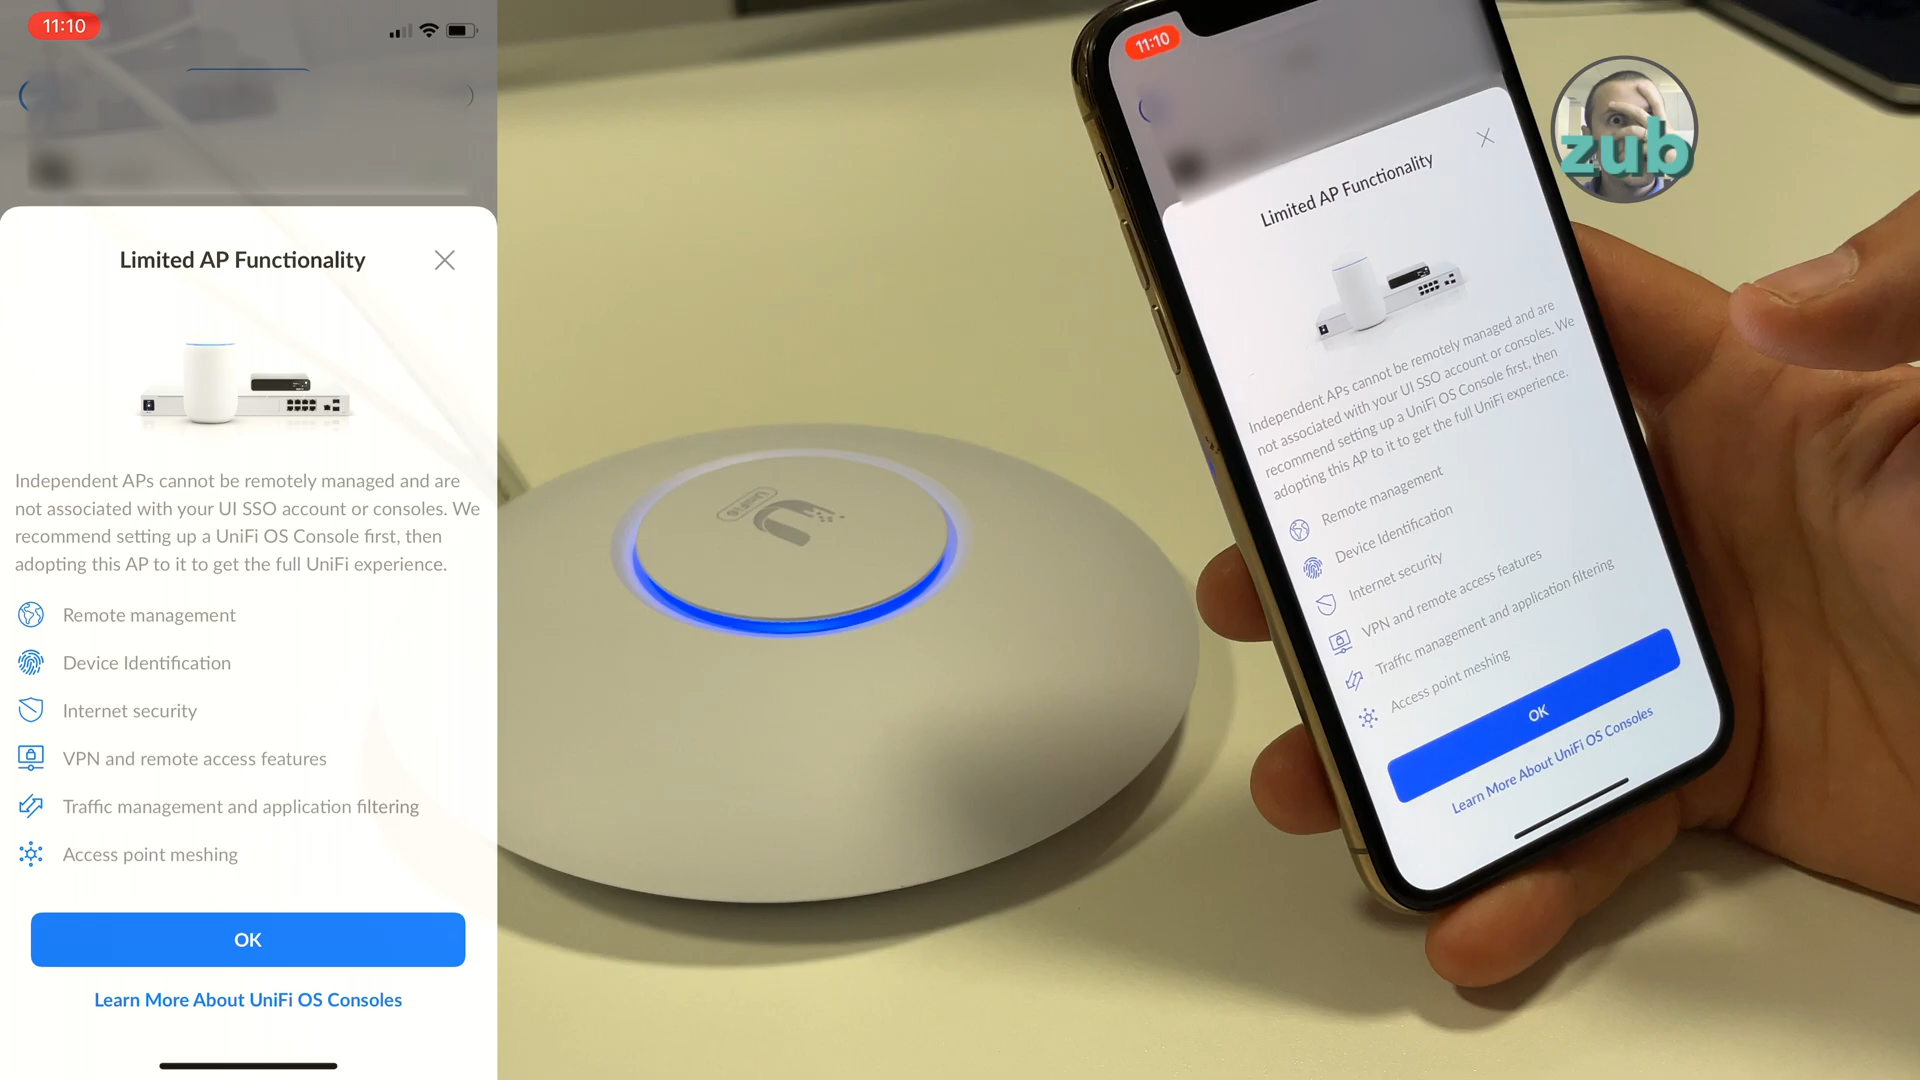 11:10
Limited AP Functionality
Independent APs cannot be remotely managed and are
not associated with your UI SSO account or consoles. We
recommend setting up a UniFi OS Console first, then
adopting this AP to it to get the full UniFi experience.
Remote management
Device Identification
Internet security
VPN and remote access features
Traffic management and application filtering
Access point meshing
OK
Learn More About UniFi OS Consoles
UniFi6
11:10
Limited AP Functionality
Independent APs cannot be remotely managed and are
not associated with your UI SSO account or consoles. We
recommend setting up a UniFi OS Console first, then
adopting this AP to it to get the full UniFi experience.
Remote management
Device Identification
Internet security
VPN and remote access features
Traffic management and application filtering
Access point meshing
OK
Learn More About UniFi OS Consoles
zub